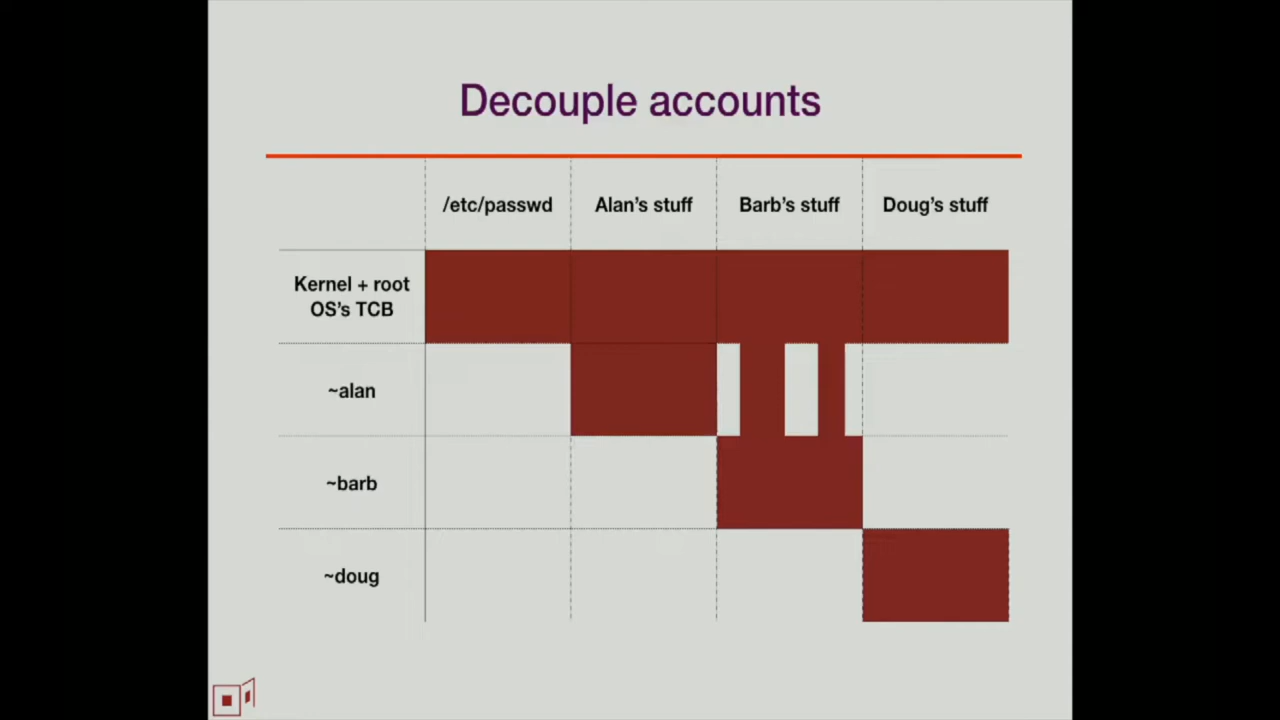 Decouple accounts
/etc/passwd Alan’s stuff Barb’s stuff Doug’s stuff
Kernel + root
OS’s TCB
~alan
~barb
~doug